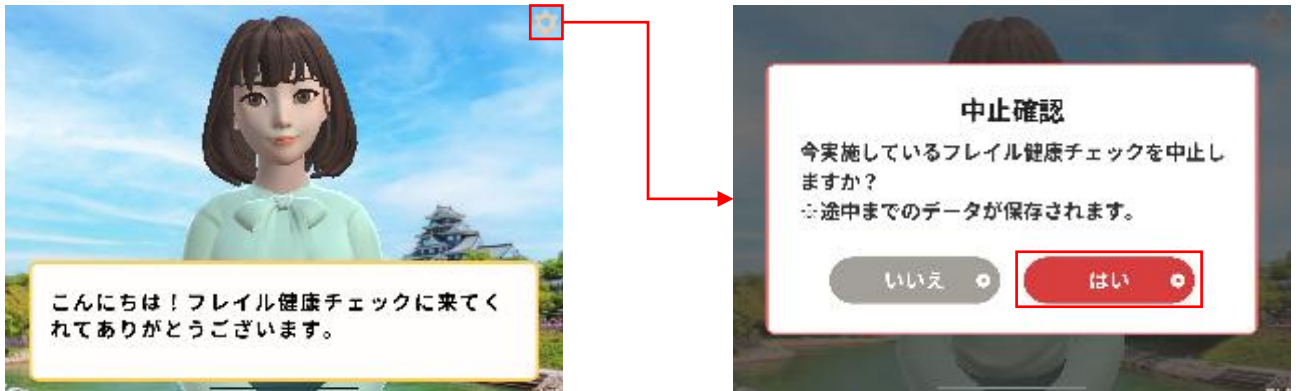 こんにちは！フレイル健康チェックに来てく
れてありがとうございます。
中止確認
今実施しているフレイル健康チェックを中止し
ますか？
※途中までのデータが保存されます。
いいえ
はい